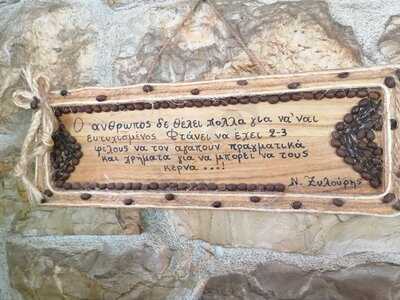 Ο άνθρωπος δε θέλει πολλά για να 'ναι
ευτυχισμένος. Φτάνει να έχει 2-3
φίλους να τον αγαπούν πραγματικά
και χρήματα για να μπορεί να τους
κερνά ...!
Ν. Ξυλούρης